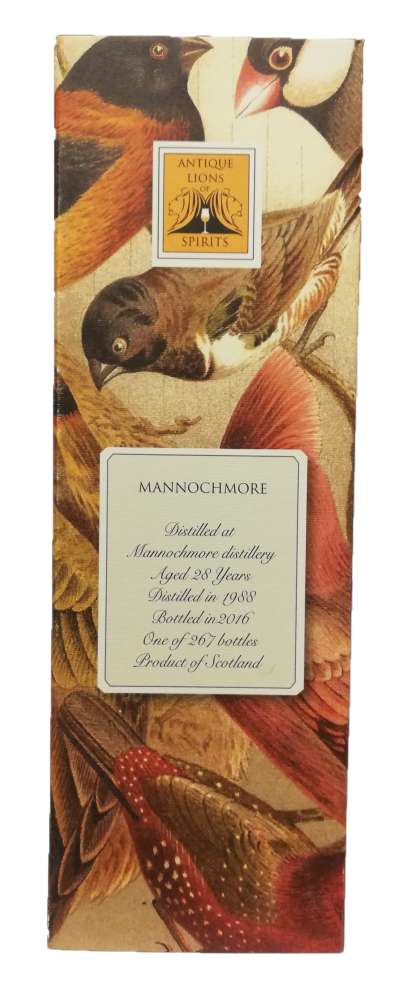 ANTIQUE
LIONS
OF
SPIRITS
MANNOCHMORE
Distilled at
Mannochmore distillery
Aged 28 Years
Distilled in 1988
Bottled in 2016
One of 267 bottles
Product of Scotland